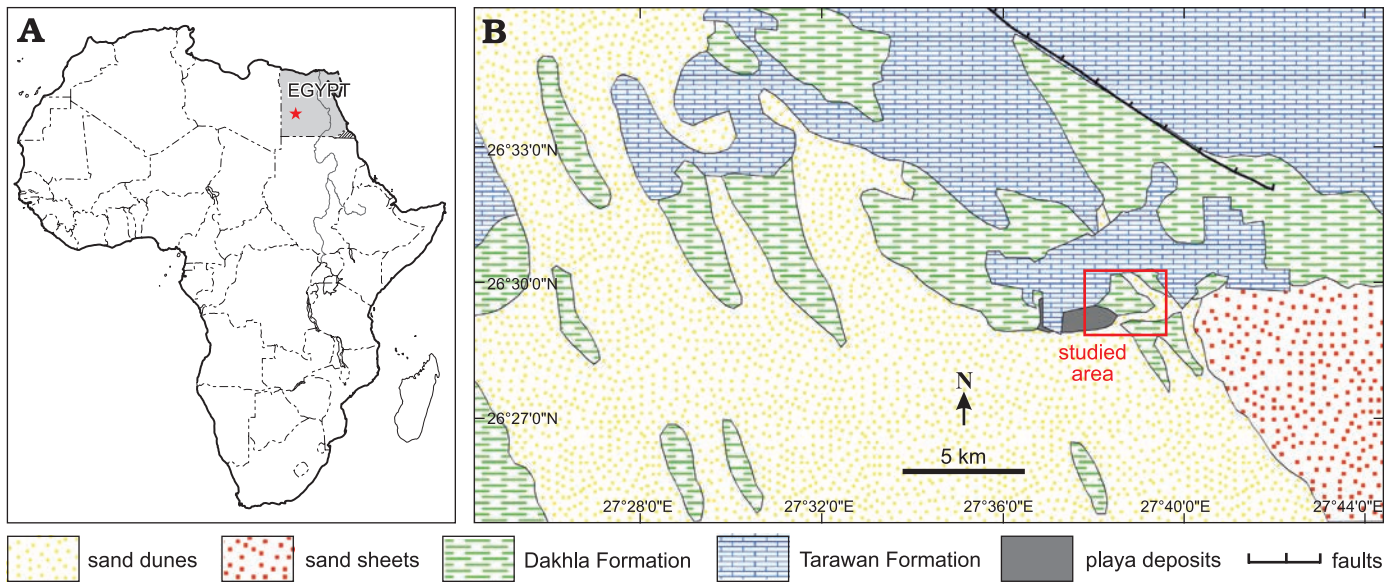 A
EGYPT
B
26°33'0"N
26°30'0"N
26°27'0"N
studied
area
N
5 km
27°28'0"E
27°32'0"E
27°36'0"E
27°40'0"E
27°44'0"E
sand dunes
sand sheets
Dakhla Formation
Tarawan Formation
playa deposits
faults